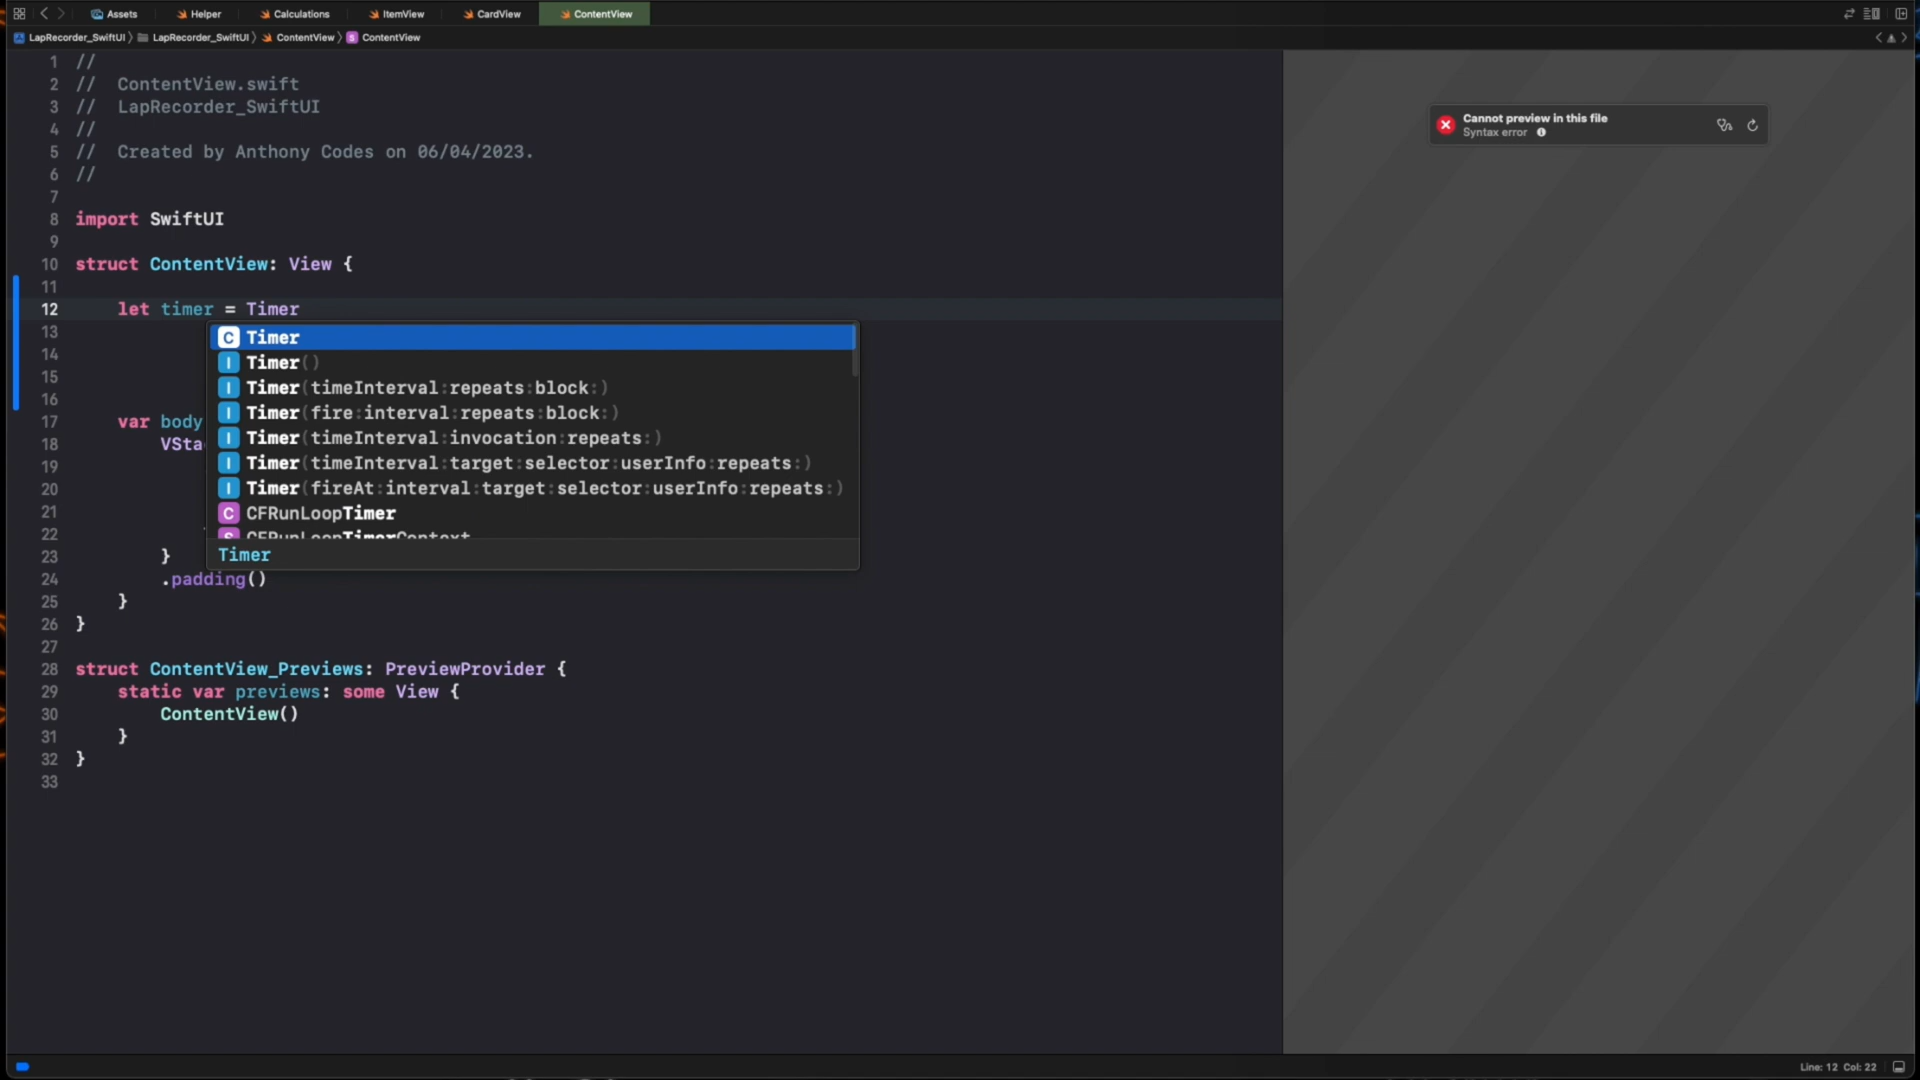 Assets Helper Calculations ItemView CardView ContentView
LapRecorder_SwiftUI LapRecorder_SwiftUI ContentView S ContentView
1 //
2 // ContentView.swift
3 // LapRecorder_SwiftUI
4 //
5 // Created by Anthony Codes on 06/04/2023.
6 //
7
8 import SwiftUI
9
10 struct ContentView: View {
11
12 let timer = Timer
13
14
15
16
17 var body
18 VSta
19
20
21
22
23 }
24 .padding()
25 }
26 }
27
28 struct ContentView_Previews: PreviewProvider {
29 static var previews: some View {
30 ContentView()
31 }
32 }
33
C Timer
I Timer()
I Timer(timeInterval:repeats:block:)
I Timer(fire:interval:repeats:block:)
I Timer(timeInterval:invocation:repeats:)
I Timer(timeInterval:target:selector:userInfo:repeats:)
I Timer(fireAt:interval:target:selector:userInfo:repeats:)
C CFRunLoopTimer
S CFRunLoopTimerContext
Timer
Cannot preview in this file
Syntax error
Line: 12 Col: 22